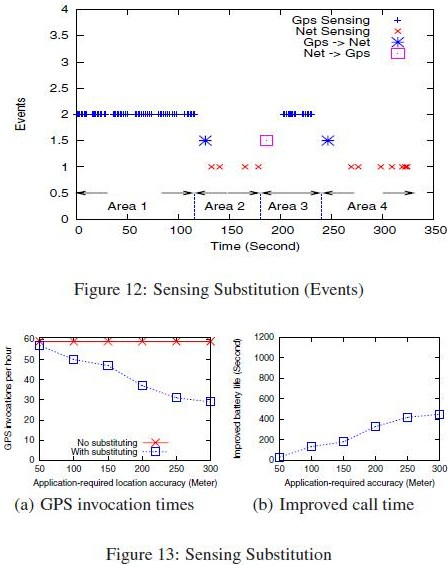 4
3.5
3
2.5
2
1.5
1
0.5
0
Events
Gps Sensing
Net Sensing
Gps -> Net
Net -> Gps
Area 1
Area 2
Area 3
Area 4
0 50 100 150 200 250 300 350
Time (Second)
Figure 12: Sensing Substitution (Events)
60
50
40
30
20
10
0
GPS invocations per hour
No substituting
With substituting
50 100 150 200 250 300
Application-required location accuracy (Meter)
(a) GPS invocation times
1200
1000
800
600
400
200
0
Improved battery life (Second)
50 100 150 200 250 300
Application-required accuracy (Meter)
(b) Improved call time
Figure 13: Sensing Substitution